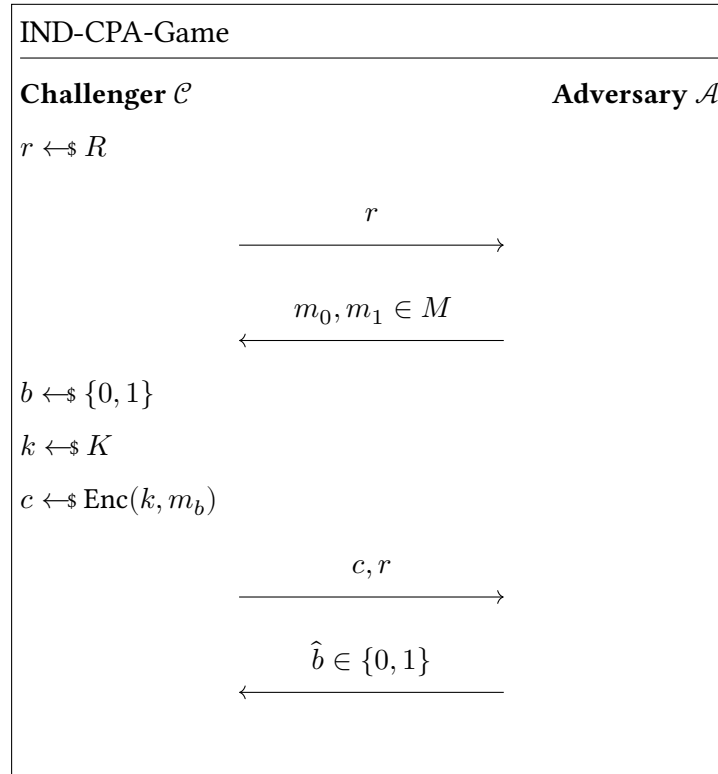 IND-CPA-Game
Challenger 𝒞 Adversary 𝒜
r ←$ R
r
m₀, m₁ ∈ M
b ←$ {0, 1}
k ←$ K
c ←$ Enc(k, m_b)
c, r
b̂ ∈ {0, 1}